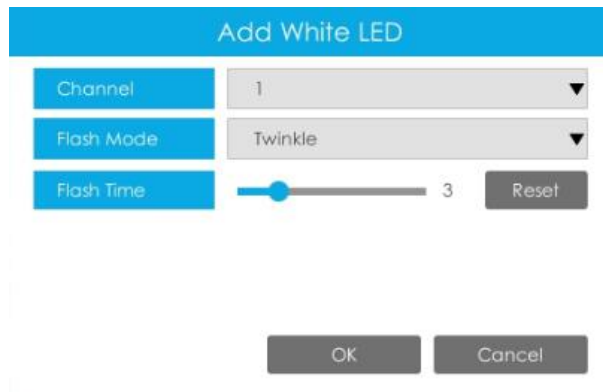 Add White LED
Channel 1
Flash Mode Twinkle
Flash Time 3 Reset
OK Cancel